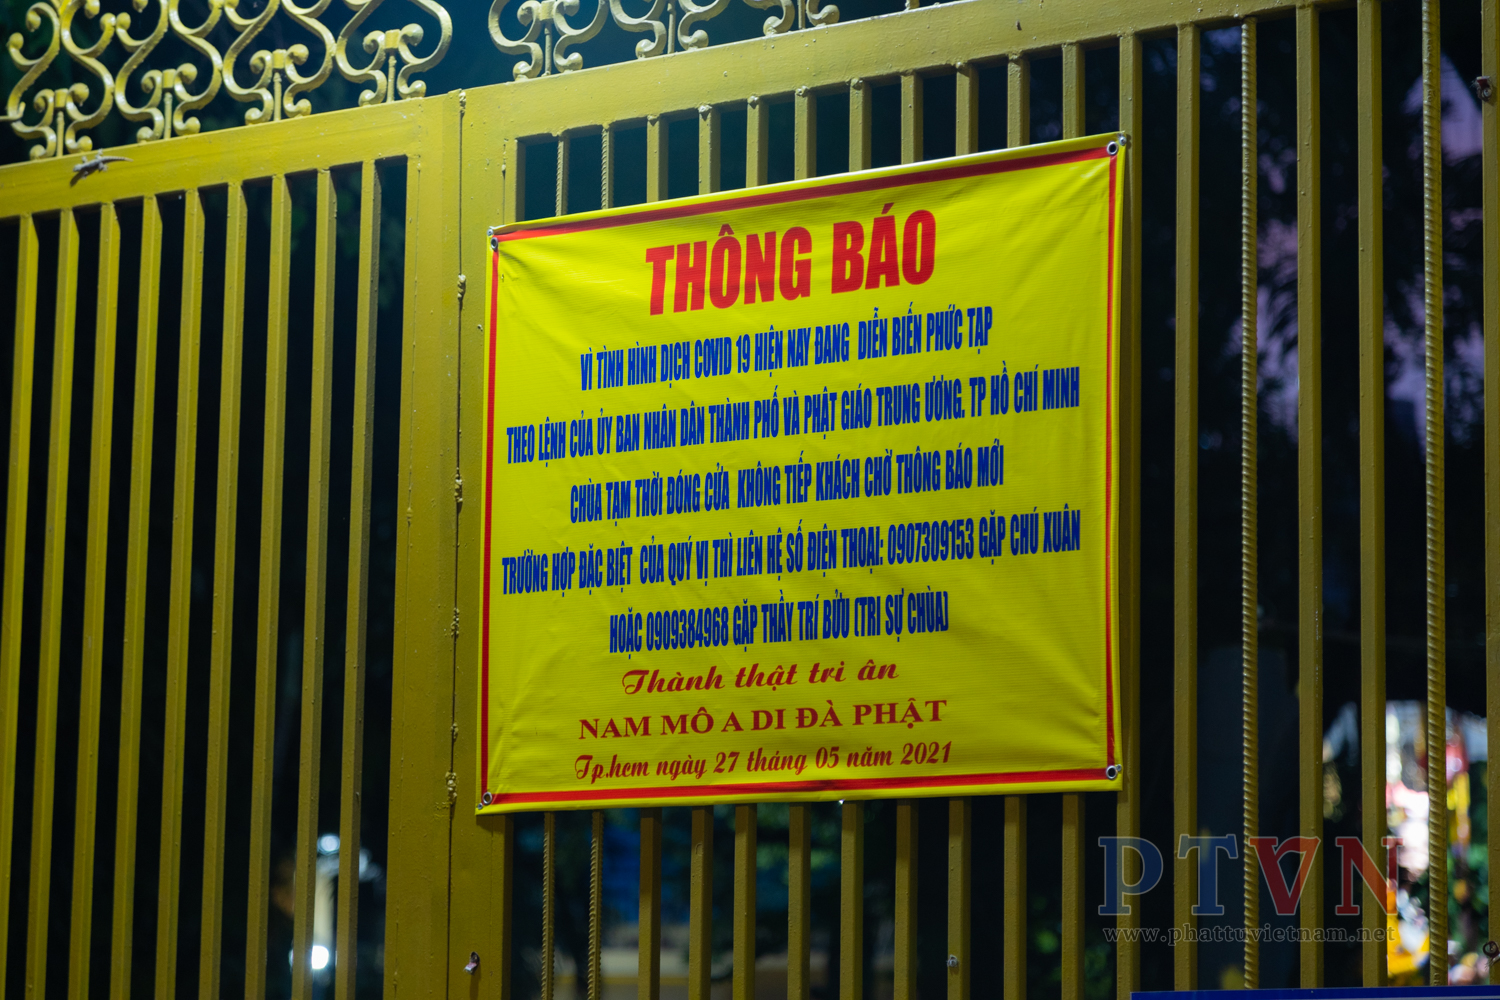 THÔNG BÁO
VÌ TÌNH HÌNH DỊCH COVID 19 HIỆN NAY ĐANG DIỄN BIẾN PHỨC TẠP
THEO LỆNH CỦA ỦY BAN NHÂN DÂN THÀNH PHỐ VÀ PHẬT GIÁO TRUNG ƯƠNG. TP HỒ CHÍ MINH
CHÙA TẠM THỜI ĐÓNG CỬA KHÔNG TIẾP KHÁCH CHỜ THÔNG BÁO MỚI
TRƯỜNG HỢP ĐẶC BIỆT CỦA QUÝ VỊ THÌ LIÊN HỆ SỐ ĐIỆN THOẠI: 0907309153 GẶP CHÚ XUÂN
HOẶC 0909384968 GẶP THẦY TRÍ BỬU (TRI SỰ CHÙA)
Thành thật tri ân
NAM MÔ A DI ĐÀ PHẬT
Tp.hcm ngày 27 tháng 05 năm 2021
PTVN
www.phattuvietnam.net